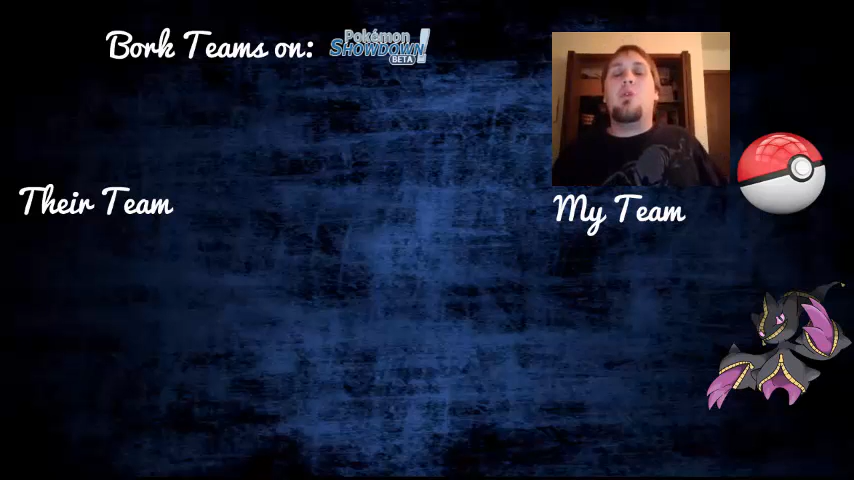 Bork Teams on:
Pokémon
SHOWDOWN!
BETA
Their Team
My Team